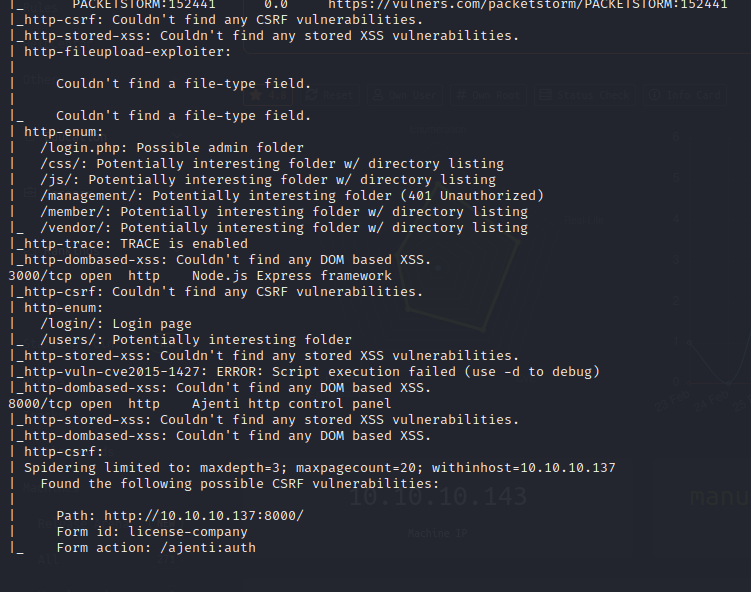 |_     PACKETSTORM:152441     0.0     https://vulners.com/packetstorm/PACKETSTORM:152441
|_http-csrf: Couldn't find any CSRF vulnerabilities.
|_http-stored-xss: Couldn't find any stored XSS vulnerabilities.
| http-fileupload-exploiter:
|
|     Couldn't find a file-type field.
|
|_    Couldn't find a file-type field.
| http-enum:
|   /login.php: Possible admin folder
|   /css/: Potentially interesting folder w/ directory listing
|   /js/: Potentially interesting folder w/ directory listing
|   /management/: Potentially interesting folder (401 Unauthorized)
|   /member/: Potentially interesting folder w/ directory listing
|_  /vendor/: Potentially interesting folder w/ directory listing
|_http-trace: TRACE is enabled
|_http-dombased-xss: Couldn't find any DOM based XSS.
3000/tcp open  http    Node.js Express framework
|_http-csrf: Couldn't find any CSRF vulnerabilities.
| http-enum:
|   /login/: Login page
|_  /users/: Potentially interesting folder
|_http-stored-xss: Couldn't find any stored XSS vulnerabilities.
|_http-vuln-cve2015-1427: ERROR: Script execution failed (use -d to debug)
|_http-dombased-xss: Couldn't find any DOM based XSS.
8000/tcp open  http    Ajenti http control panel
|_http-stored-xss: Couldn't find any stored XSS vulnerabilities.
|_http-dombased-xss: Couldn't find any DOM based XSS.
| http-csrf:
| Spidering limited to: maxdepth=3; maxpagecount=20; withinhost=10.10.10.137
|   Found the following possible CSRF vulnerabilities:
|
|     Path: http://10.10.10.137:8000/
|     Form id: license-company
|_    Form action: /ajenti:auth
10.10.10.143
Machine IP